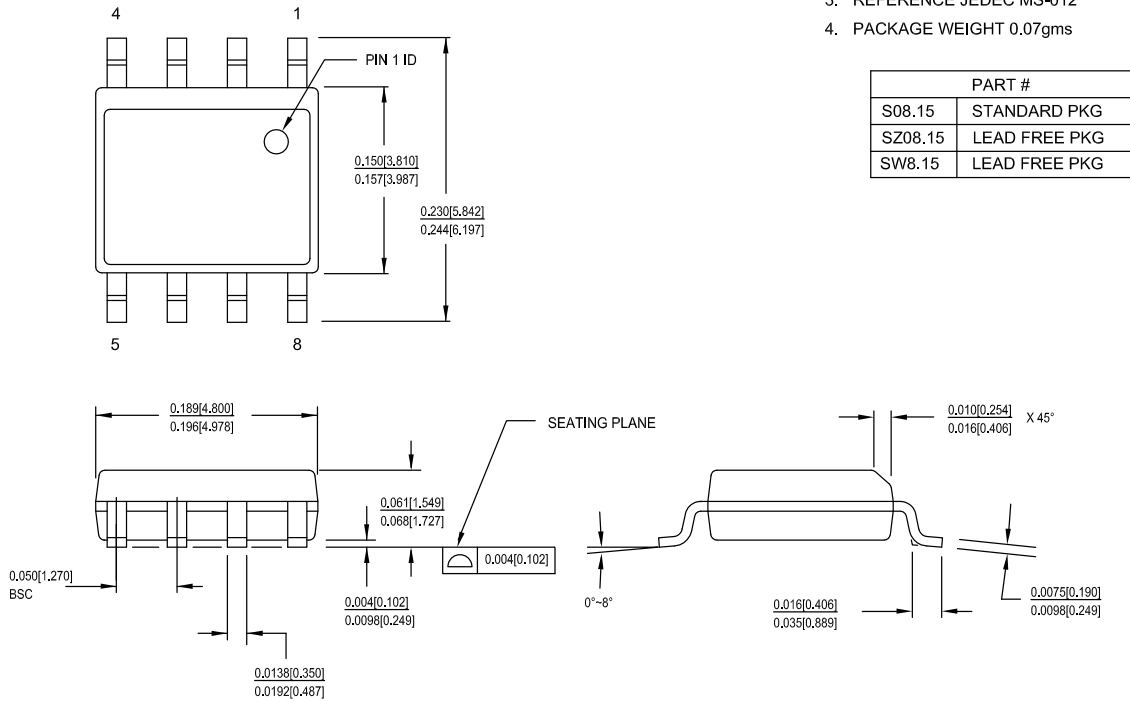 3. REFERENCE JEDEC MS-012
4. PACKAGE WEIGHT 0.07gms
PART #
S08.15 STANDARD PKG
SZ08.15 LEAD FREE PKG
SW8.15 LEAD FREE PKG
4 1
PIN 1 ID
0.150[3.810]
0.157[3.987]
0.230[5.842]
0.244[6.197]
5 8
0.189[4.800]
0.196[4.978]
SEATING PLANE
0.010[0.254]
0.016[0.406]
X 45°
0.061[1.549]
0.068[1.727]
0.004[0.102]
0.050[1.270]
BSC
0.004[0.102]
0.0098[0.249]
0°~8°
0.016[0.406]
0.035[0.889]
0.0075[0.190]
0.0098[0.249]
0.0138[0.350]
0.0192[0.487]